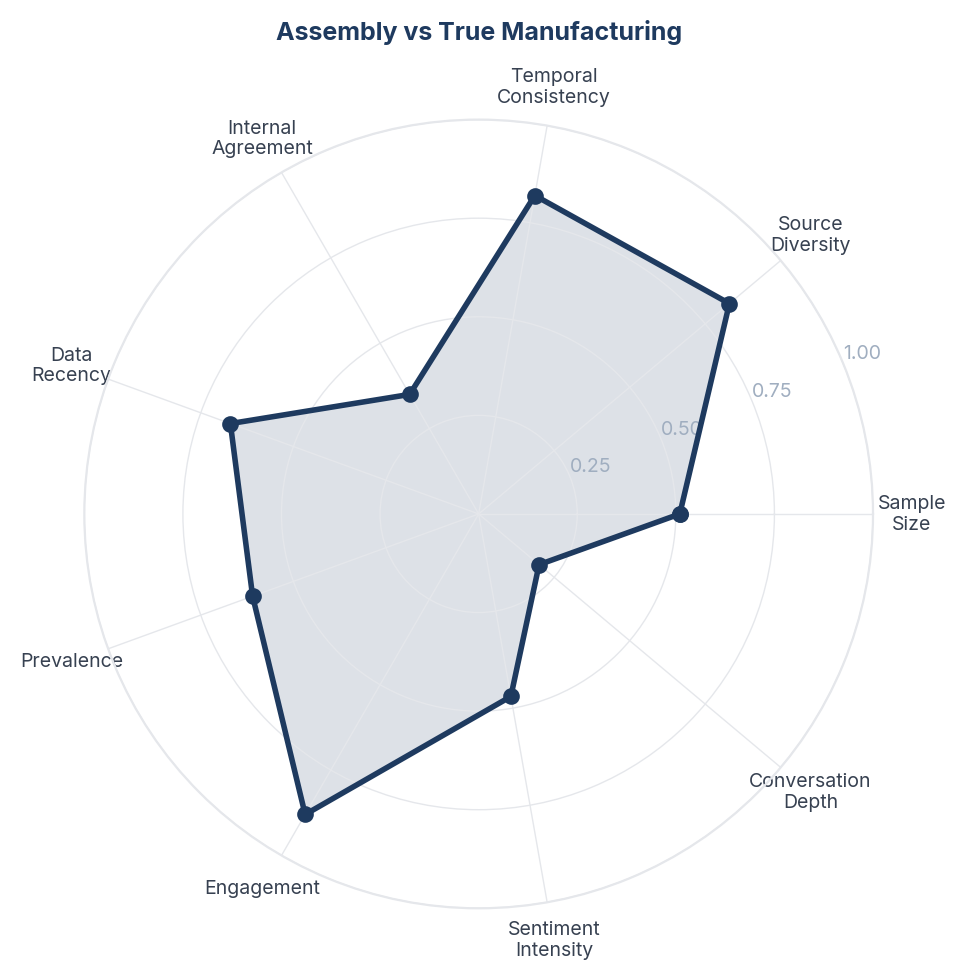 Assembly vs True Manufacturing
Temporal
Consistency
Internal
Agreement
Source
Diversity
Data
Recency
1.00
0.75
0.50
0.25
Sample
Size
Prevalence
Conversation
Depth
Engagement
Sentiment
Intensity